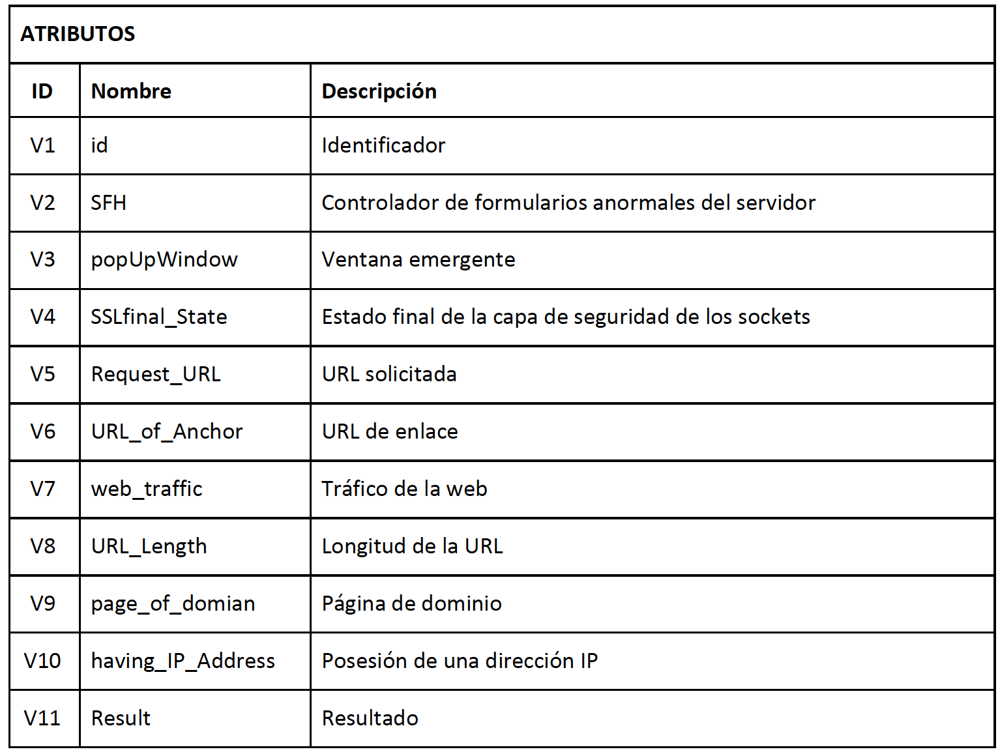 ATRIBUTOS
ID Nombre Descripción
V1 id Identificador
V2 SFH Controlador de formularios anormales del servidor
V3 popUpWindow Ventana emergente
V4 SSLfinal_State Estado final de la capa de seguridad de los sockets
V5 Request_URL URL solicitada
V6 URL_of_Anchor URL de enlace
V7 web_traffic Tráfico de la web
V8 URL_Length Longitud de la URL
V9 page_of_domian Página de dominio
V10 having_IP_Address Posesión de una dirección IP
V11 Result Resultado